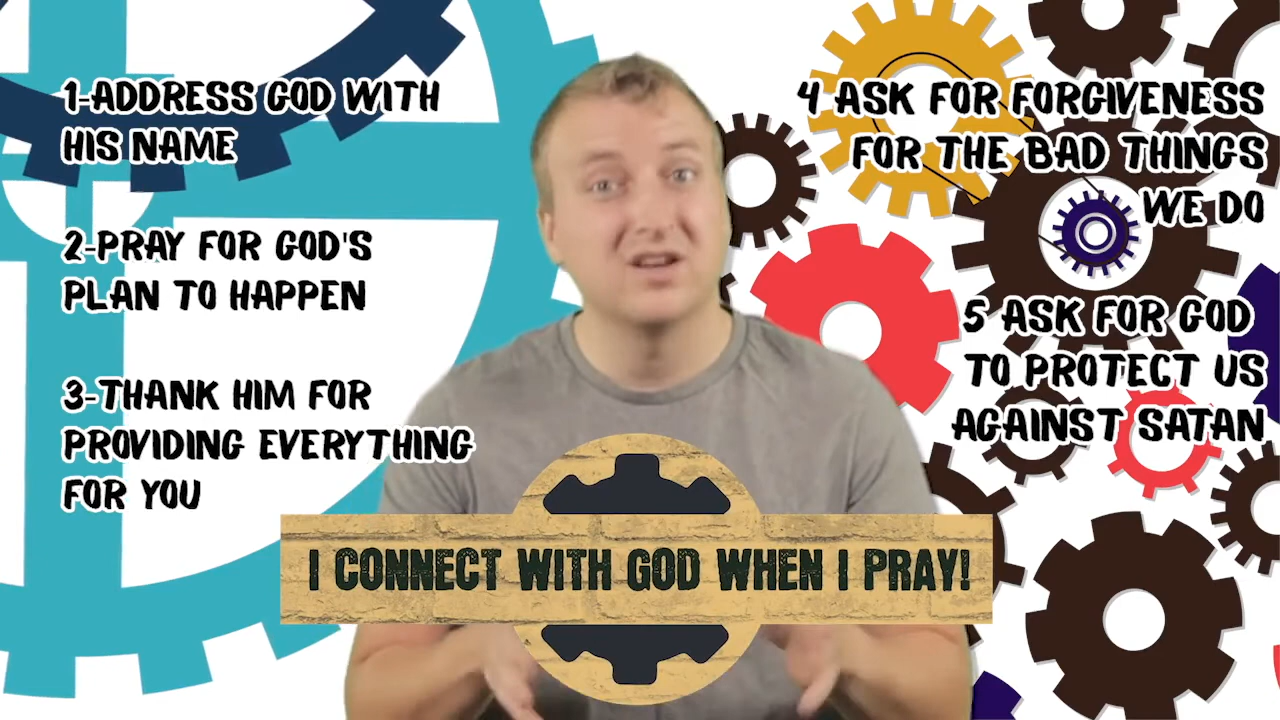 1-ADDRESS GOD WITH
HIS NAME
2-PRAY FOR GOD'S
PLAN TO HAPPEN
3-THANK HIM FOR
PROVIDING EVERYTHING
FOR YOU
4 ASK FOR FORGIVENESS
FOR THE BAD THINGS
WE DO
5 ASK FOR GOD
TO PROTECT US
AGAINST SATAN
I CONNECT WITH GOD WHEN I PRAY!